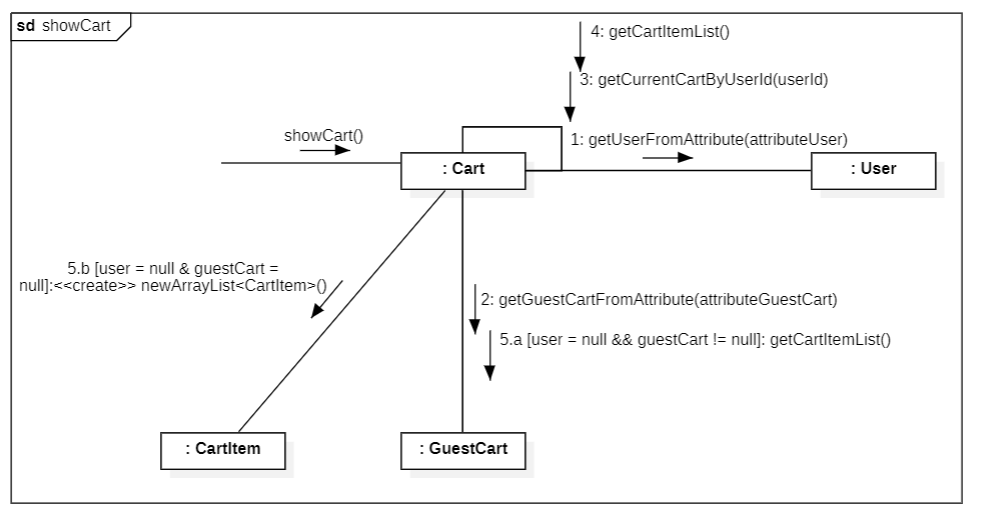 sd showCart
4: getCartItemList()
3: getCurrentCartByUserId(userId)
showCart()
1: getUserFromAttribute(attributeUser)
: Cart
: User
5.b [user = null & guestCart =
null]:<<create>> newArrayList<CartItem>()
2: getGuestCartFromAttribute(attributeGuestCart)
5.a [user = null && guestCart != null]: getCartItemList()
: CartItem
: GuestCart